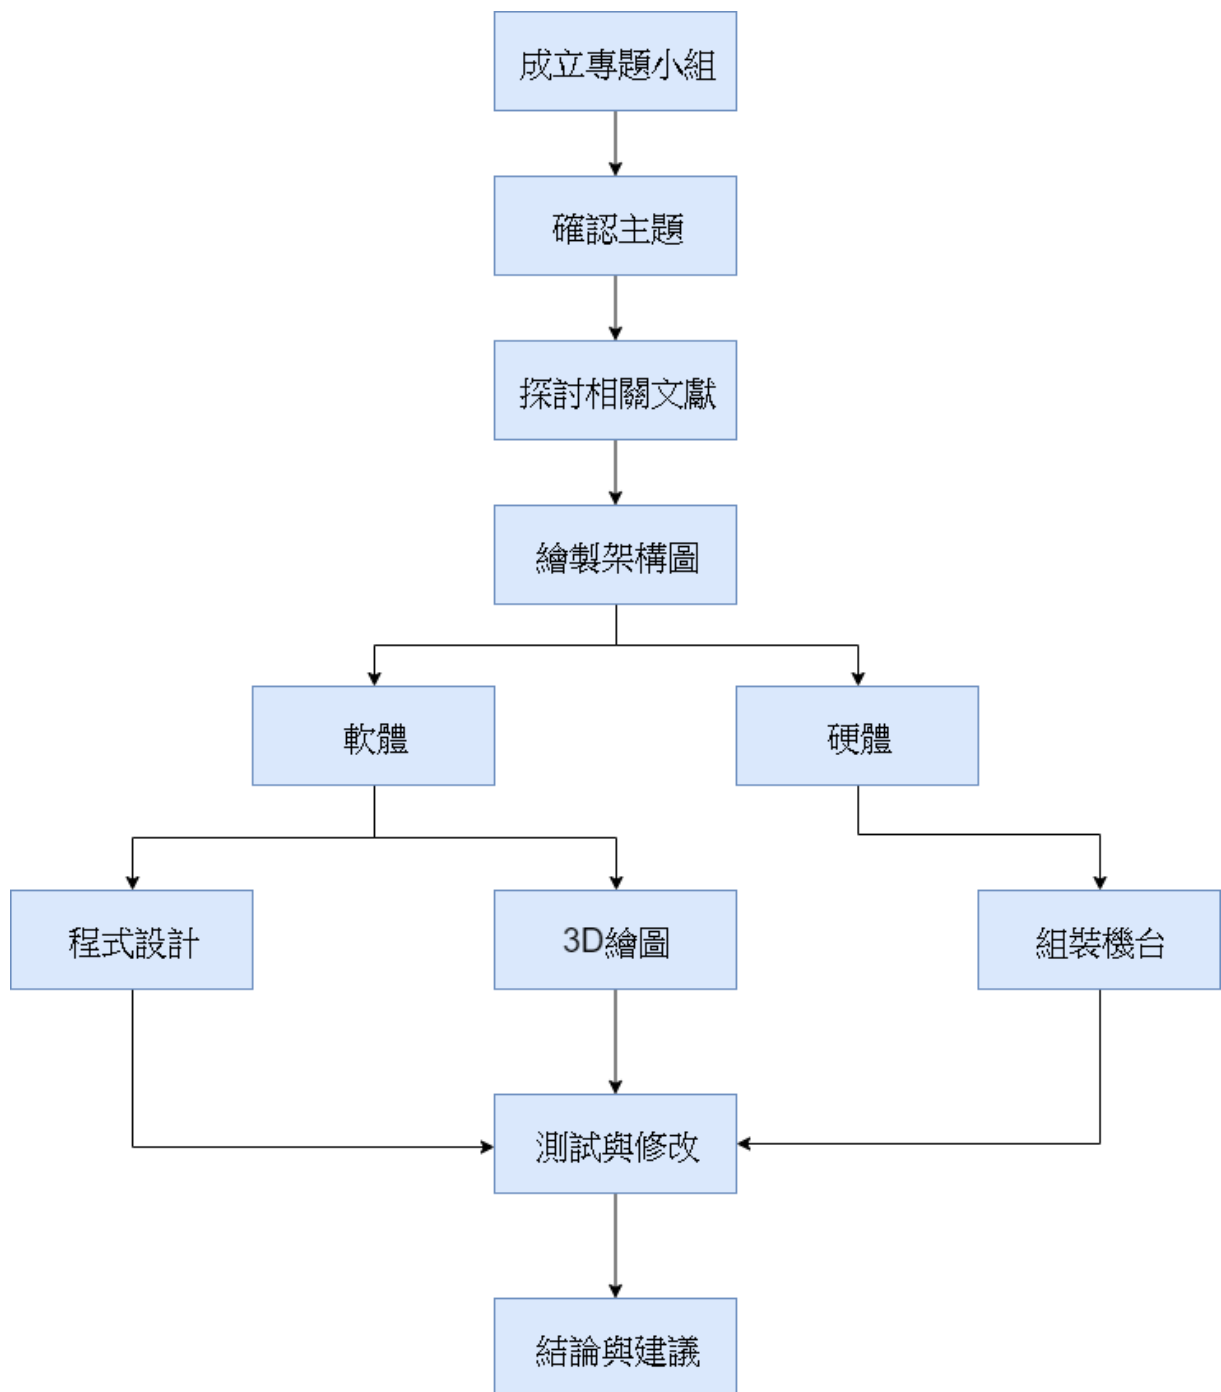 成立專題小組
確認主題
探討相關文獻
繪製架構圖
軟體
硬體
程式設計
3D繪圖
組裝機台
測試與修改
結論與建議